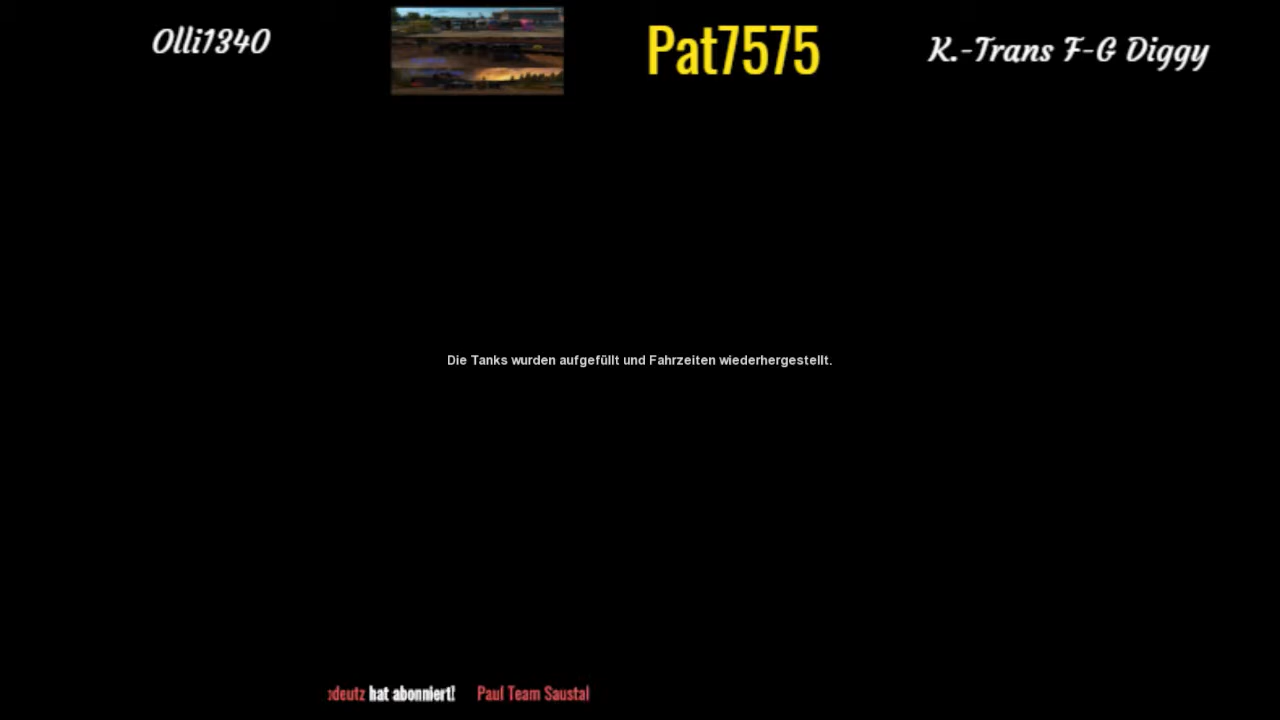 Olli1340
Pat7575
K.-Trans F-G Diggy
Die Tanks wurden aufgefüllt und Fahrzeiten wiederhergestellt.
hat abonniert! Paul Team Saustal